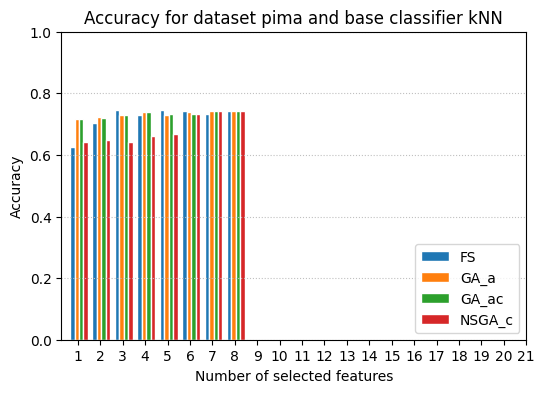 Accuracy for dataset pima and base classifier kNN
1.0
0.8
0.6
0.4
0.2
0.0
Accuracy
FS
GA_a
GA_ac
NSGA_c
1 2 3 4 5 6 7 8 9 10 11 12 13 14 15 16 17 18 19 20 21
Number of selected features